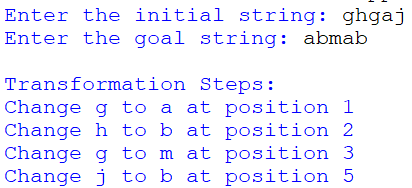 Enter the initial string: ghgaj
Enter the goal string: abmab
Transformation Steps:
Change g to a at position 1
Change h to b at position 2
Change g to m at position 3
Change j to b at position 5